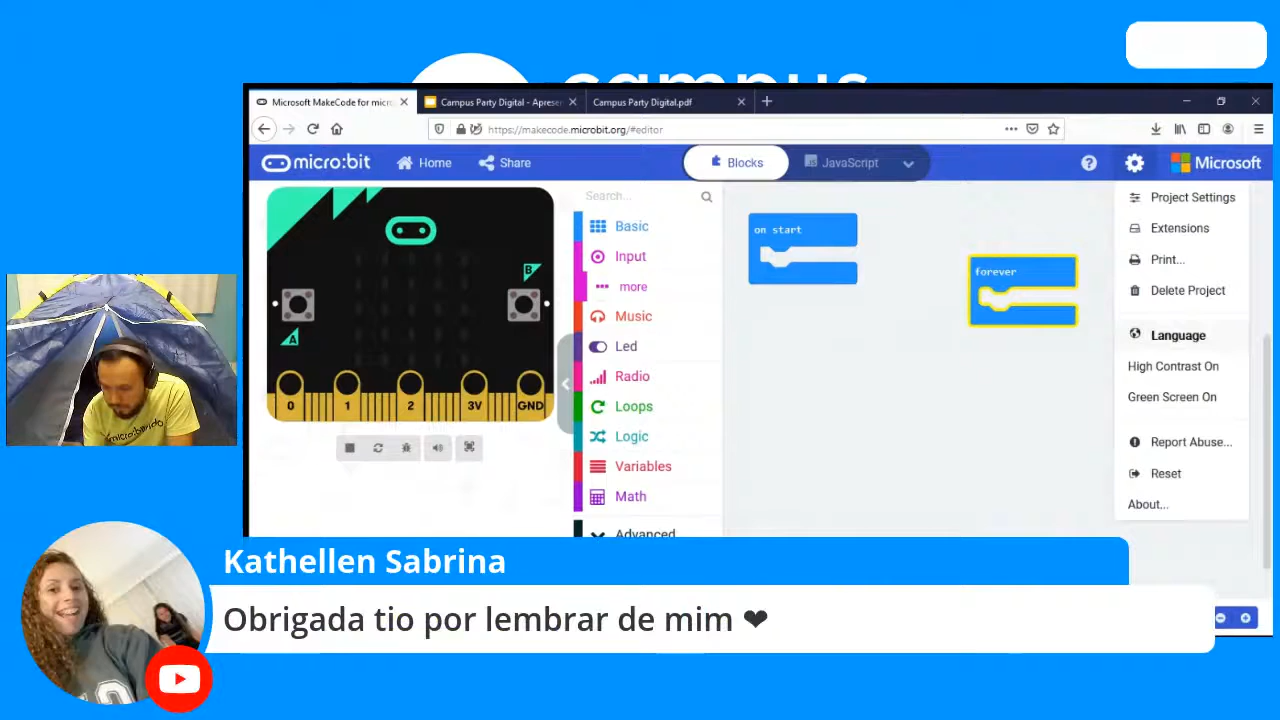 campus
Microsoft MakeCode for micro
Campus Party Digital - Aprese
Campus Party Digital.pdf
https://makecode.microbit.org/#editor
micro:bit
Home
Share
Blocks
JavaScript
Microsoft
Search...
Basic
Input
more
Music
Led
Radio
Loops
Logic
Variables
Math
Advanced
on start
forever
Project Settings
Extensions
Print...
Delete Project
Language
High Contrast On
Green Screen On
Report Abuse...
Reset
About...
A
B
0 1 2 3V GND
Kathellen Sabrina
Obrigada tio por lembrar de mim ❤